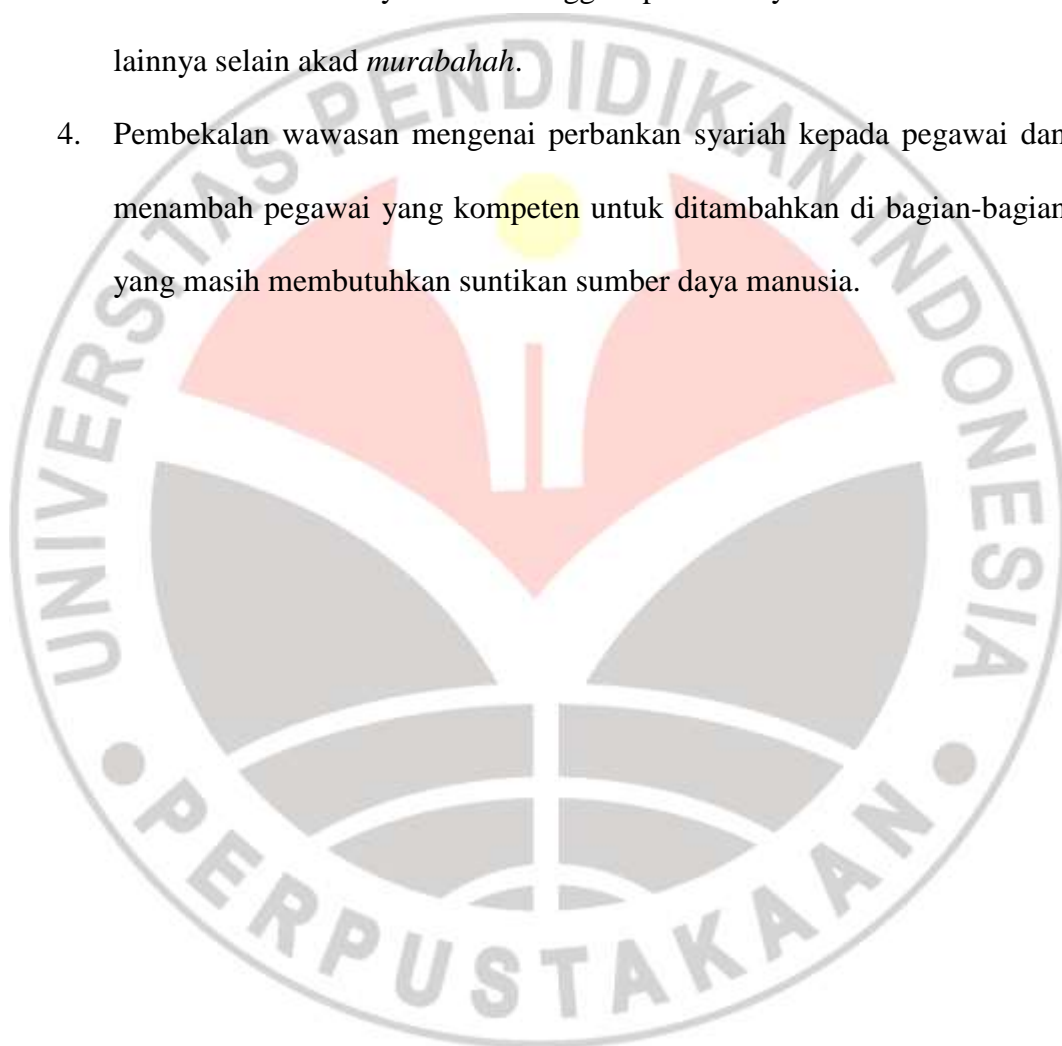 lainnya selain akad murabahah.
4. Pembekalan wawasan mengenai perbankan syariah kepada pegawai dan
menambah pegawai yang kompeten untuk ditambahkan di bagian-bagian
yang masih membutuhkan suntikan sumber daya manusia.
UNIVERSITAS PENDIDIKAN INDONESIA
PERPUSTAKAAN